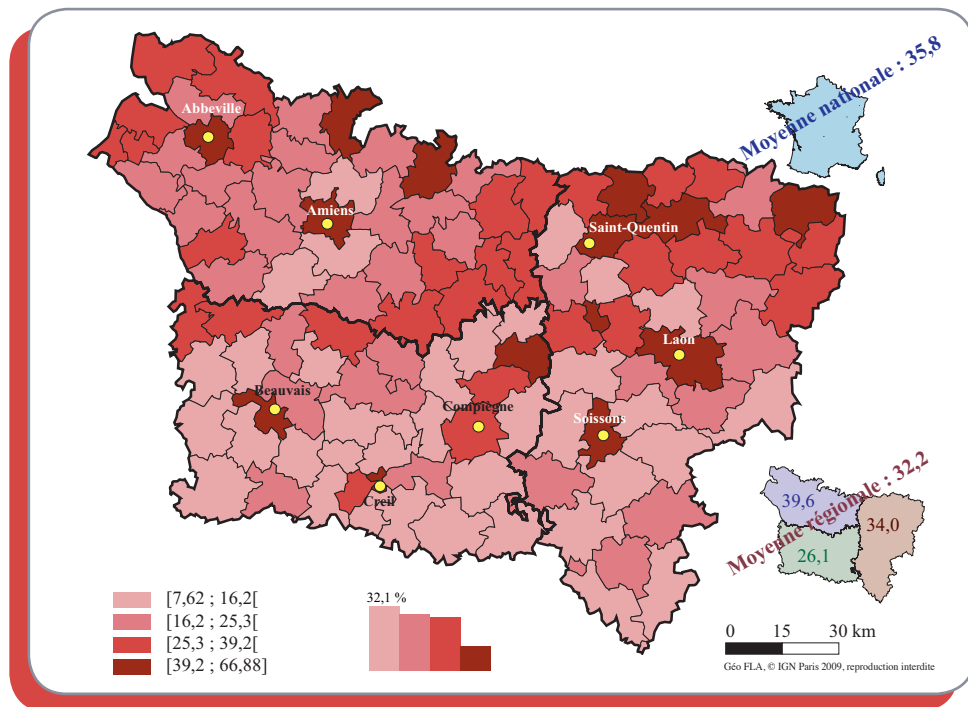 Moyenne nationale : 35,8
Abbeville
Amiens
Saint-Quentin
Laon
Beauvais
Compiègne
Soissons
Creil
Moyenne régionale : 32,2
39,6
34,0
26,1
[7,62 ; 16,2[
[16,2 ; 25,3[
[25,3 ; 39,2[
[39,2 ; 66,88]
32,1 %
0 15 30 km
Géo FLA, © IGN Paris 2009, reproduction interdite